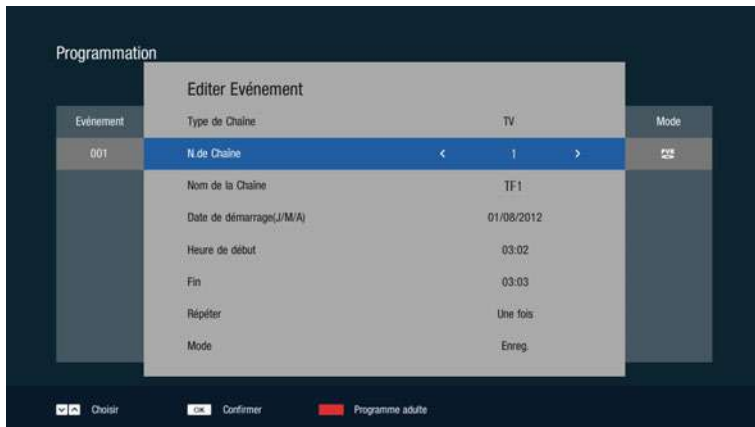 Programmation
Editer Evénement
Evénement Type de Chaîne TV Mode
001 N.de Chaîne < 1 > PVR
Nom de la Chaîne TF1
Date de démarrage(J/M/A) 01/08/2012
Heure de début 03:02
Fin 03:03
Répéter Une fois
Mode Enreg.
Choisir OK Confirmer Programme adulte